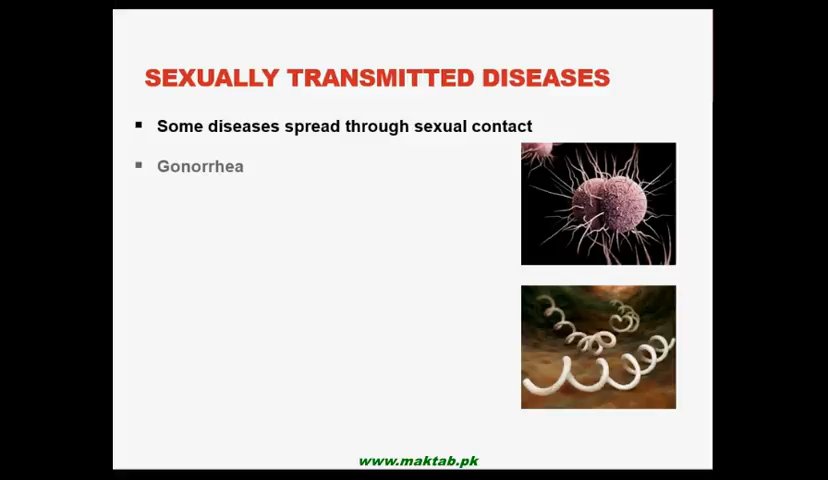 SEXUALLY TRANSMITTED DISEASES
Some diseases spread through sexual contact
Gonorrhea
www.maktab.pk